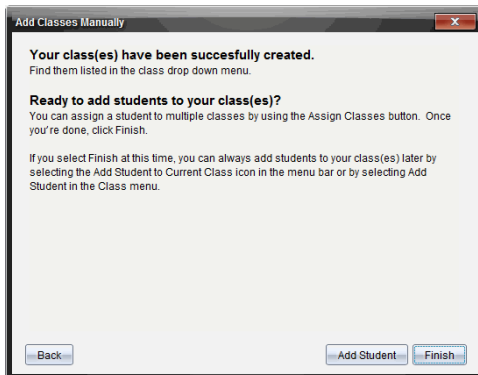 Add Classes Manually
x
Your class(es) have been succesfully created.
Find them listed in the class drop down menu.
Ready to add students to your class(es)?
You can assign a student to multiple classes by using the Assign Classes button. Once
you're done, click Finish.
If you select Finish at this time, you can always add students to your class(es) later by
selecting the Add Student to Current Class icon in the menu bar or by selecting Add
Student in the Class menu.
Back Add Student Finish